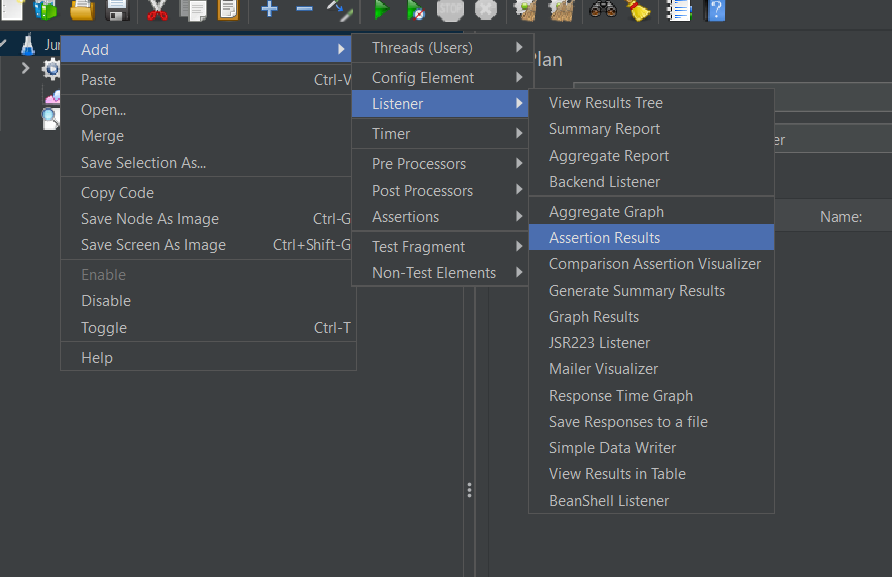 STOP
Jun
Add
Paste Ctrl-V
Open...
Merge
Save Selection As...
Copy Code
Save Node As Image Ctrl-G
Save Screen As Image Ctrl+Shift-G
Enable
Disable
Toggle Ctrl-T
Help
Threads (Users)
Config Element
Listener
Timer
Pre Processors
Post Processors
Assertions
Test Fragment
Non-Test Elements
View Results Tree
Summary Report
Aggregate Report
Backend Listener
Aggregate Graph
Assertion Results
Comparison Assertion Visualizer
Generate Summary Results
Graph Results
JSR223 Listener
Mailer Visualizer
Response Time Graph
Save Responses to a file
Simple Data Writer
View Results in Table
BeanShell Listener
Plan
er
Name: